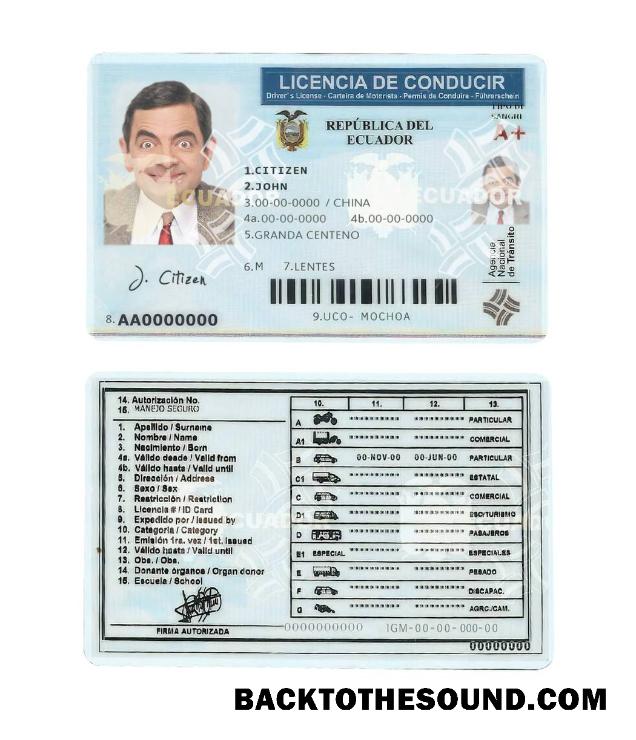 LICENCIA DE CONDUCIR
Driver's License - Carteira de Motorista - Permis de Conduire - Führerschein
TIPO DE
SANGRE
A+
REPÚBLICA DEL
ECUADOR
1.CITIZEN
2.JOHN
ECUADOR
ECUADOR
3.00-00-0000 / CHINA
4a.00-00-0000 4b.00-00-0000
5.GRANDA CENTENO
6.M 7.LENTES
Agencia
Nacional
de Tránsito
J. Citizen
8. AA0000000
9.UCO- MOCHOA
14. Autorización No.
15. MANEJO SEGURO
1. Apellido / Surname
2. Nombre / Name
3. Nacimiento / Born
4a. Válido desde / Valid from
4b. Válido hasta / Valid until
5. Dirección / Address
6. Sexo / Sex
7. Restricción / Restriction
8. Licencia # / ID Card
9. Expedido por / Issued by
10. Categoría / Category
11. Emisión 1ra. vez / 1st. issued
12. Válido hasta / Valid until
13. Obs. / Obs.
14. Donante órganos / Organ donor
15. Escuela / School
FIRMA AUTORIZADA
10. 11. 12. 13.
A ********** ********** PARTICULAR
A1 ********** ********** COMERCIAL
B 00-NOV-00 00-JUN-00 PARTICULAR
C1 ********** ********** ESTATAL
C ********** ********** COMERCIAL
D1 ********** ********** ESC/TURISMO
D ********** ********** PASAJEROS
E1 ESPECIAL ********** ********** ESPECIALES
E ********** ********** PESADO
F ********** ********** DISCAPAC.
G ********** ********** AGRC./CAM.
ECUADOR
0000000000 IGM-00-00-000-00
00000000
BACKTOTHESOUND.COM